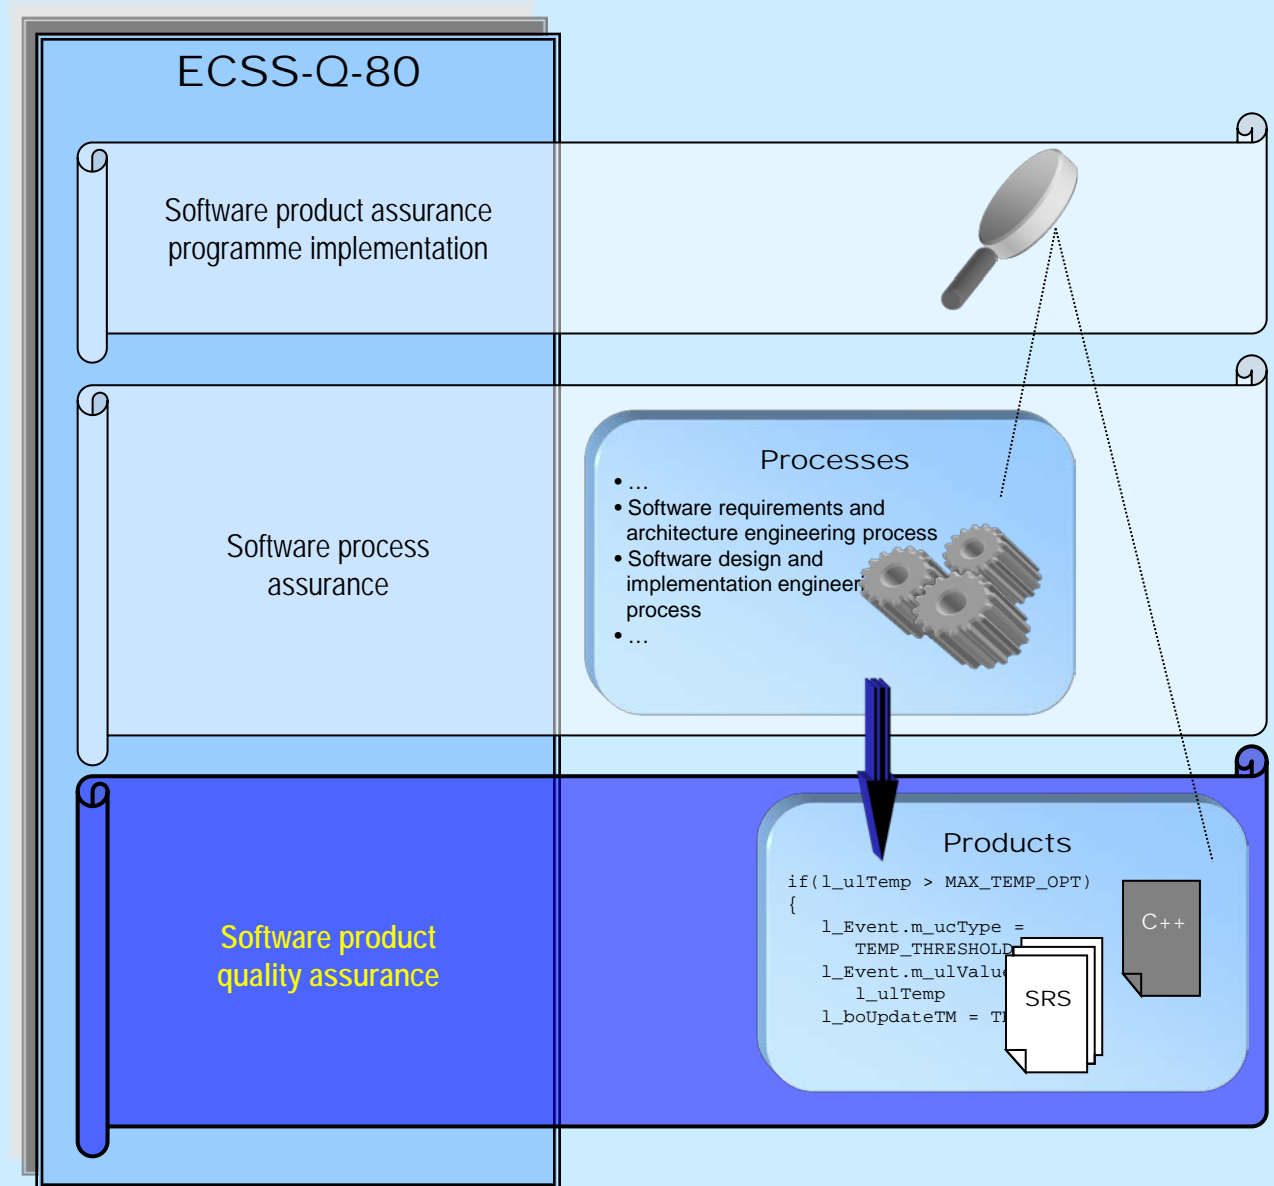 ECSS-Q-80
Software product assurance
programme implementation
Processes
• …
• Software requirements and
architecture engineering process
• Software design and
implementation engineeri
process
• …
Software process
assurance
Products
if(l_ulTemp > MAX_TEMP_OPT)
{
l_Event.m_ucType =
TEMP_THRESHOLD
l_Event.m_ulValue
l_ulTemp
l_boUpdateTM =
C++
SRS
Software product
quality assurance